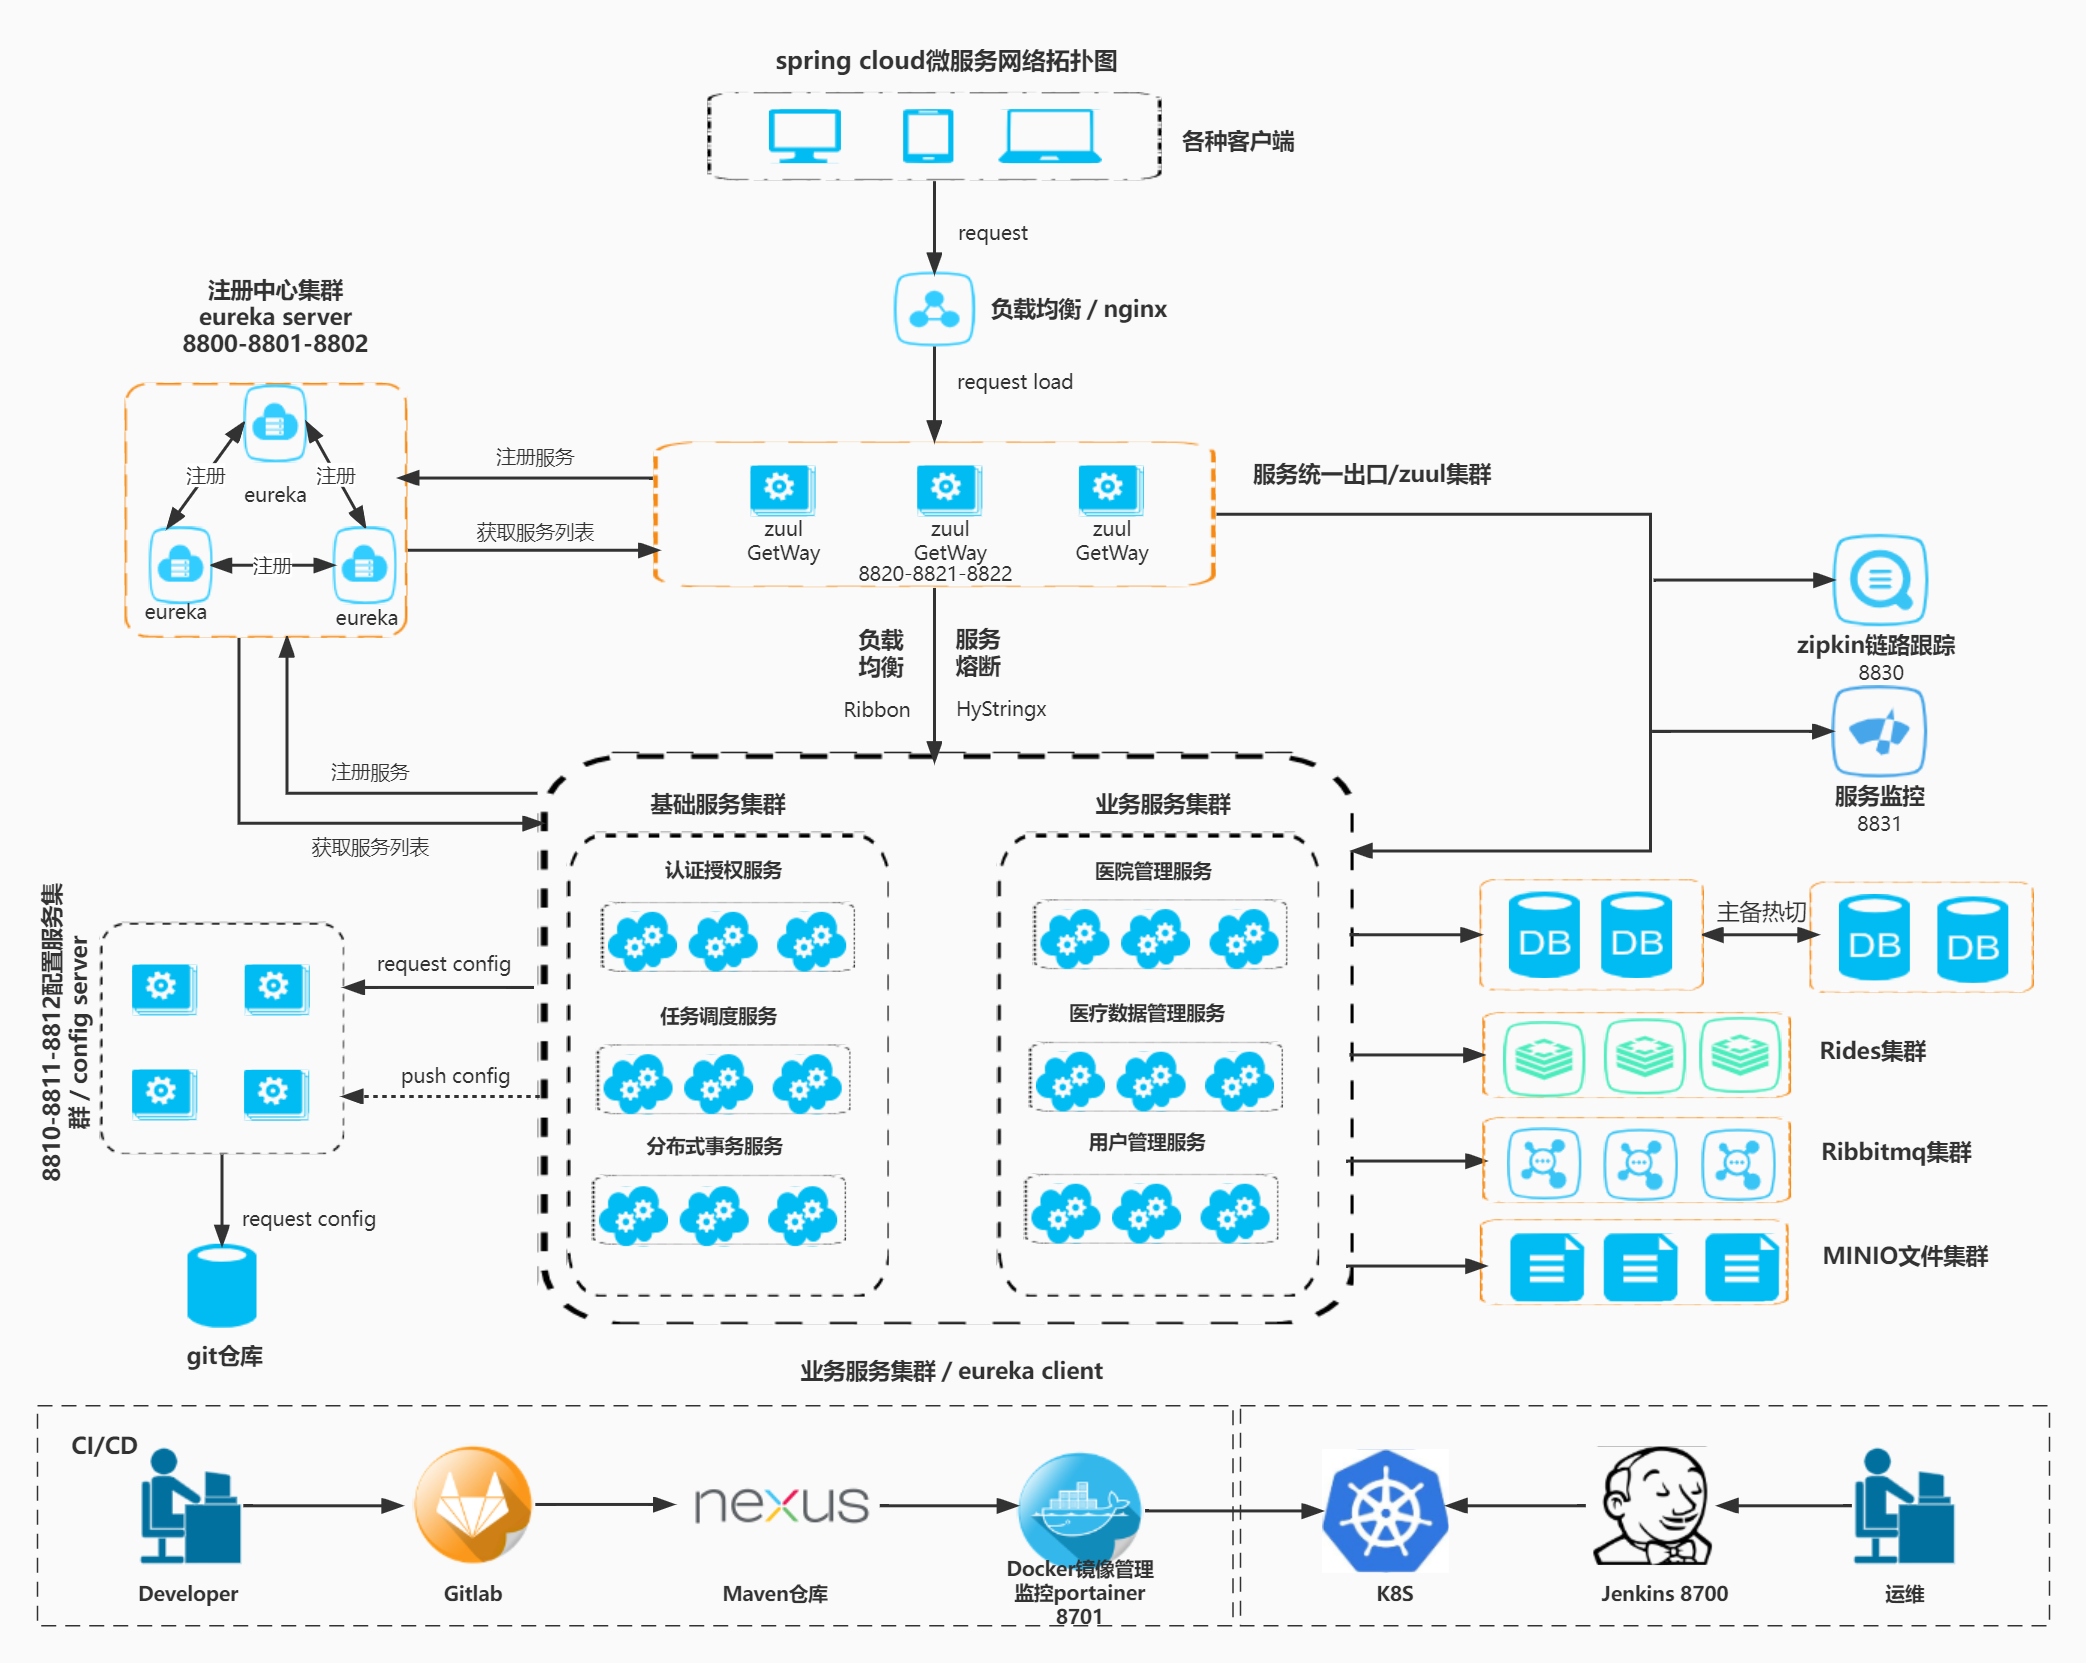 spring cloud微服务网络拓扑图
各种客户端
request
负载均衡 / nginx
request load
注册中心集群
eureka server
8800-8801-8802
注册
注册
eureka
注册
eureka
eureka
注册服务
获取服务列表
zuul
GetWay
zuul
GetWay
8820-8821-8822
zuul
GetWay
服务统一出口/zuul集群
负载
均衡
Ribbon
服务
熔断
HyStringx
zipkin链路跟踪
8830
服务监控
8831
注册服务
获取服务列表
基础服务集群
认证授权服务
任务调度服务
分布式事务服务
业务服务集群
医院管理服务
医疗数据管理服务
用户管理服务
8810-8811-8812配置服务集
群 / config server
request config
push config
request config
git仓库
DB
DB
主备热切
DB
DB
Rides集群
Ribbitmq集群
MINIO文件集群
业务服务集群 / eureka client
CI/CD
Developer
Gitlab
nexus
Maven仓库
Docker镜像管理
监控portainer
8701
K8S
Jenkins 8700
运维